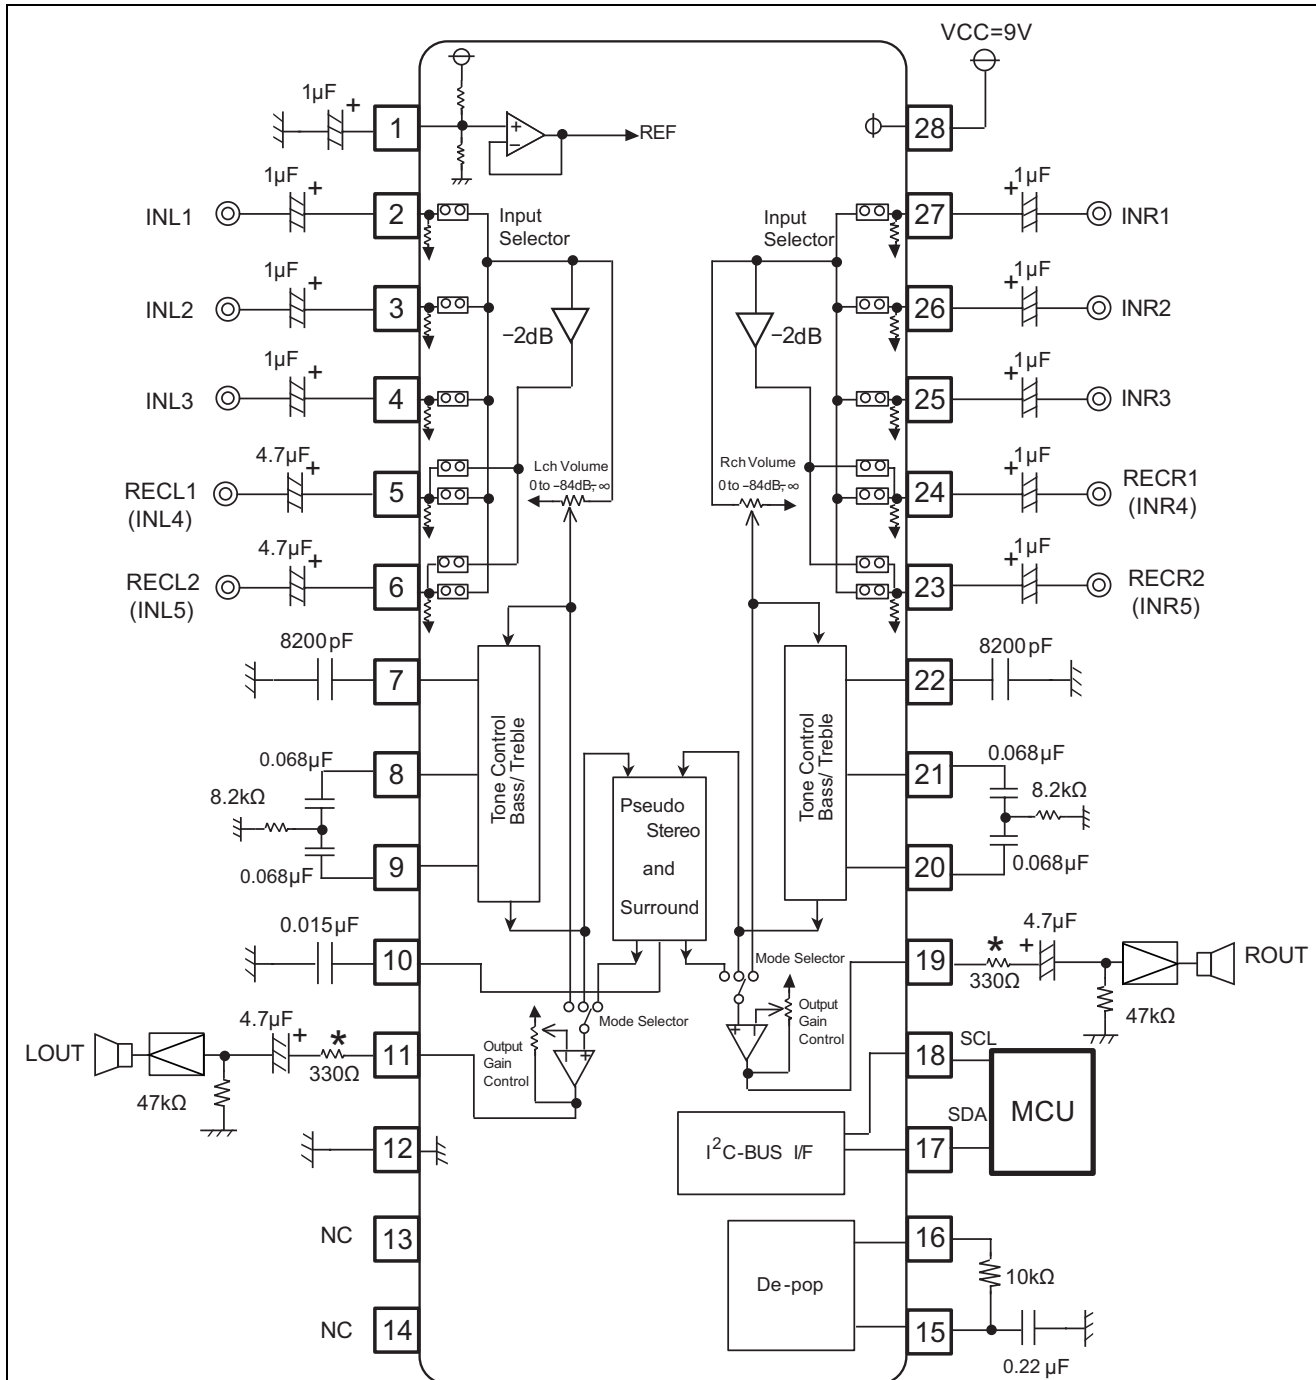 VCC=9V
1µF
+
1
+
−
REF
28
1µF
+
INL1
2
Input
Selector
Input
Selector
27
1µF
+
INR1
1µF
+
INL2
3
−2dB
−2dB
26
1µF
+
INR2
1µF
+
INL3
4
25
1µF
+
INR3
4.7µF
+
RECL1
(INL4)
5
Lch Volume
0 to −84dB,−∞
Rch Volume
0 to −84dB,−∞
24
1µF
+
RECR1
(INR4)
4.7µF
+
RECL2
(INL5)
6
23
1µF
+
RECR2
(INR5)
8200pF
7
22
8200pF
Tone Control
Bass/ Treble
Tone Control
Bass/ Treble
0.068µF
8
21
0.068µF
8.2kΩ
8.2kΩ
Pseudo
Stereo
and
Surround
0.068µF
9
20
0.068µF
0.015µF
10
Mode Selector
19
*
330Ω
4.7µF
+
ROUT
47kΩ
Mode Selector
LOUT
4.7µF
+
*
330Ω
47kΩ
11
Output
Gain
Control
−
+
+
−
Output
Gain
Control
18
SCL
MCU
12
I2C-BUS I/F
17
SDA
NC
13
De-pop
16
10kΩ
NC
14
15
0.22 µF